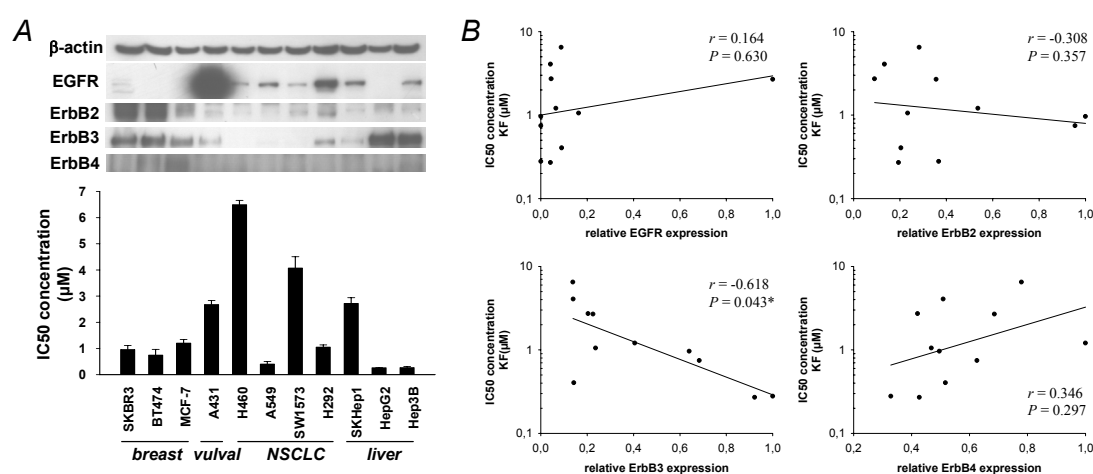 A
β-actin
EGFR
ErbB2
ErbB3
ErbB4
IC50 concentration
(µM)
7
6
5
4
3
2
1
0
SKBR3
BT474
MCF-7
A431
H460
A549
SW1573
H292
SKHep1
HepG2
Hep3B
breast
vulval
NSCLC
liver
B
IC50 concentration
KF (µM)
10
1
0,1
r = 0.164
P = 0.630
0,0 0,2 0,4 0,6 0,8 1,0
relative EGFR expression
IC50 concentration
KF (µM)
10
1
0,1
r = -0.308
P = 0.357
0,0 0,2 0,4 0,6 0,8 1,0
relative ErbB2 expression
IC50 concentration
KF(µM)
10
1
0,1
r = -0.618
P = 0.043*
0,0 0,2 0,4 0,6 0,8 1,0
relative ErbB3 expression
IC50 concentration
KF (µM)
10
1
0,1
r = 0.346
P = 0.297
0,2 0,4 0,6 0,8 1,0
relative ErbB4 expression